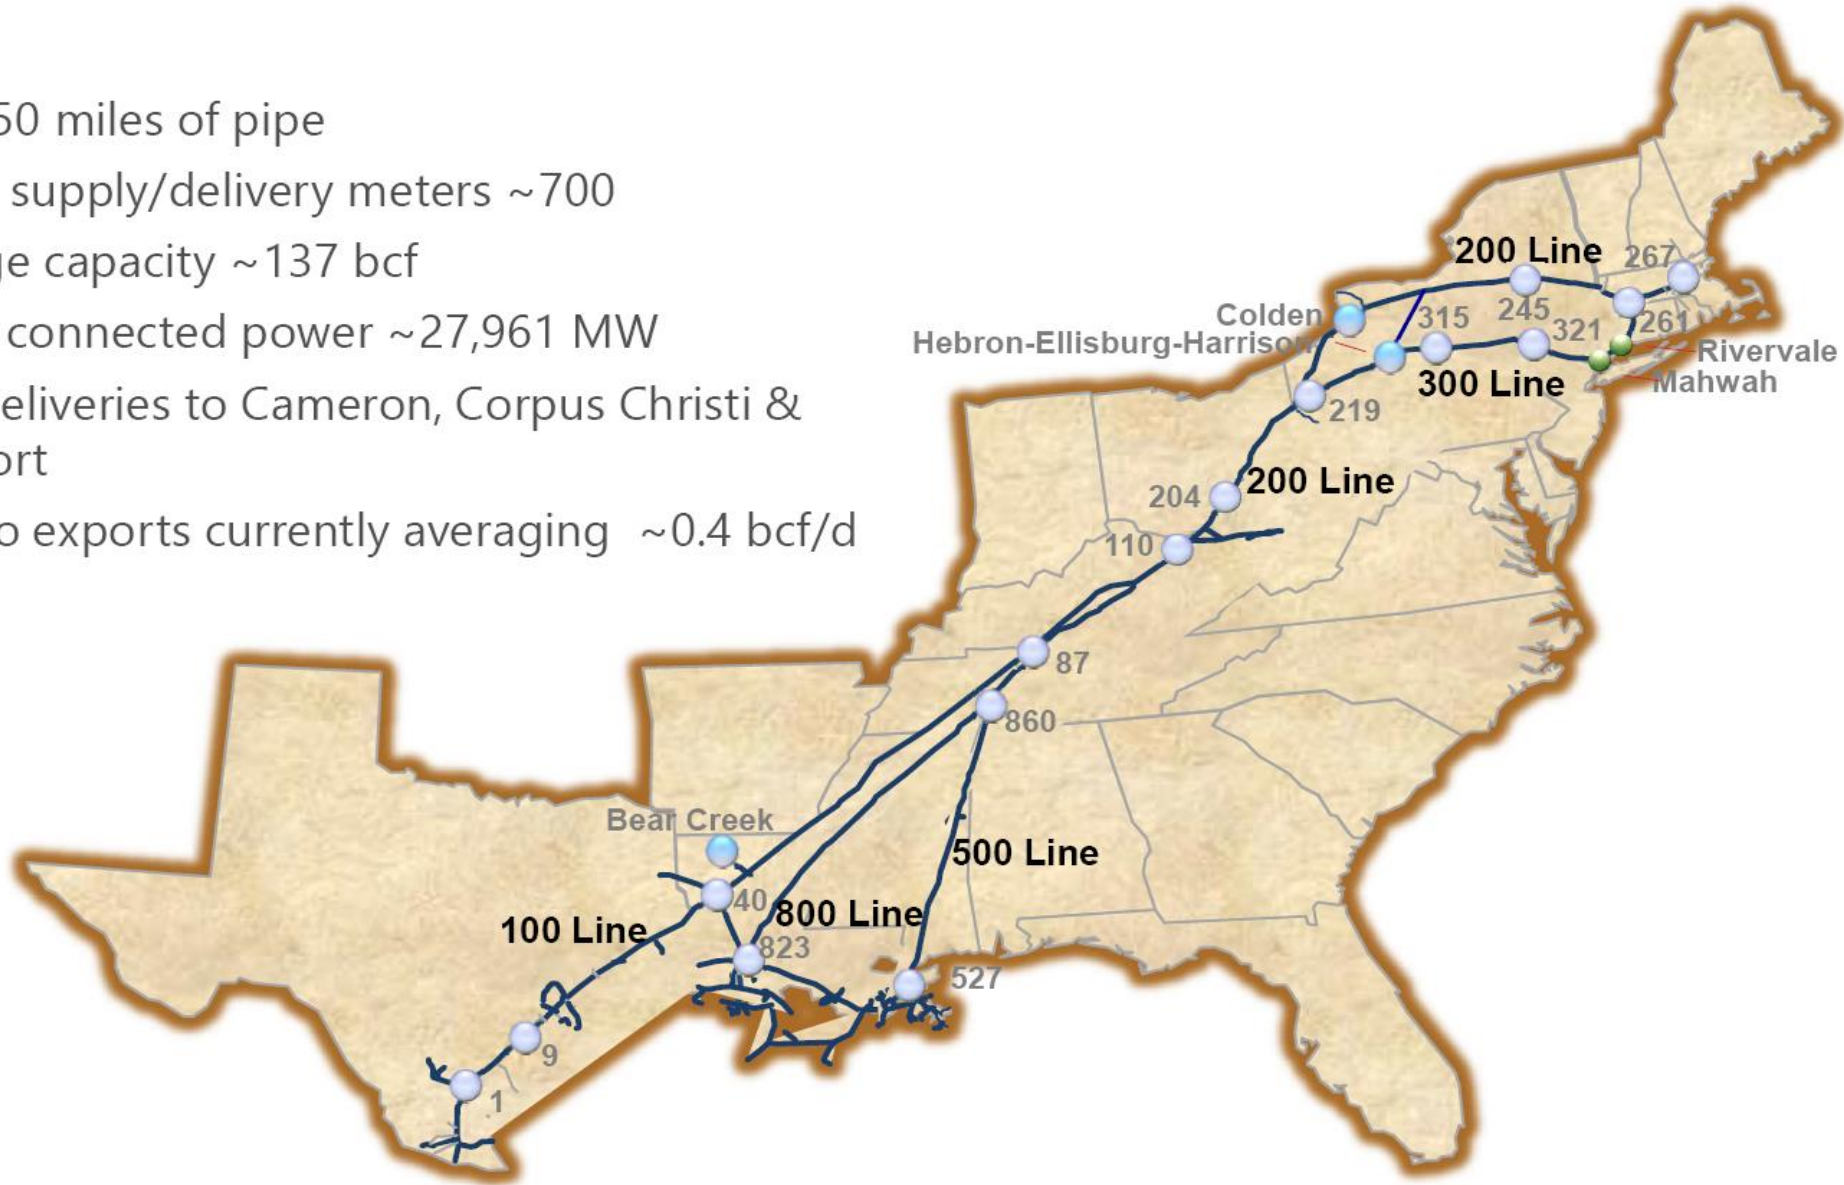 50 miles of pipe
supply/delivery meters ~700
ge capacity ~137 bcf
connected power ~27,961 MW
eliveries to Cameron, Corpus Christi &
ort
o exports currently averaging ~0.4 bcf/d
200 Line
267
Colden
315
245
321
261
Hebron-Ellisburg-Harrison
Rivervale
300 Line
Mahwah
219
204
200 Line
110
87
860
Bear Creek
500 Line
40
800 Line
100 Line
823
527
9
1